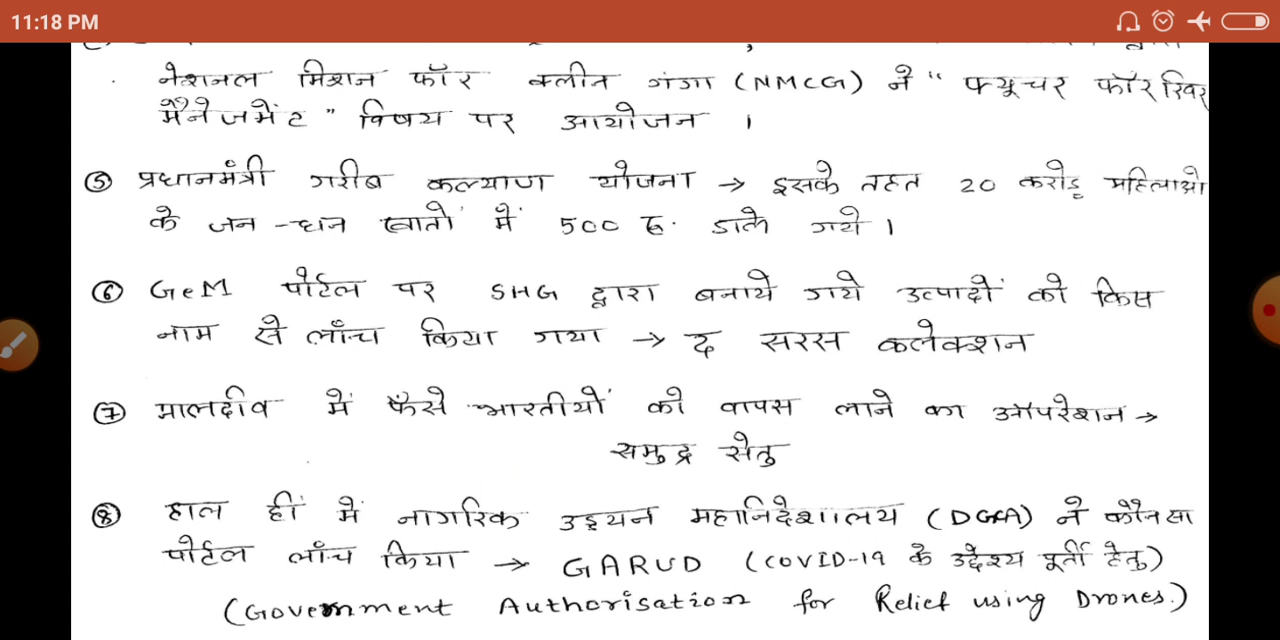 11:18 PM
नेशनल मिशन फॉर क्लीन गंगा (NMCG) ने "फ्यूचर फॉर रिवर
मैनेजमेंट" विषय पर आयोजन ।
⑤ प्रधानमंत्री गरीब कल्याण योजना → इसके तहत 20 करोड़ महिलाओ
के जन-धन खातों में 500 रु. डाले गये ।
⑥ GeM पोर्टल पर SHG द्वारा बनाये गये उत्पादों को किस
नाम से लाँच किया गया → द सरस कलेक्शन
⑦ मालदीव में फँसे भारतीयों को वापस लाने का ऑपरेशन →
समुद्र सेतु
⑧ हाल हीं में नागरिक उड्यन महानिदेशालय (DGCA) ने कौनसा
पोर्टल लाँच किया → GARUD (COVID-19 के उद्देश्य पूर्ती हेतु)
(Government Authorisation for Relief using Drones.)